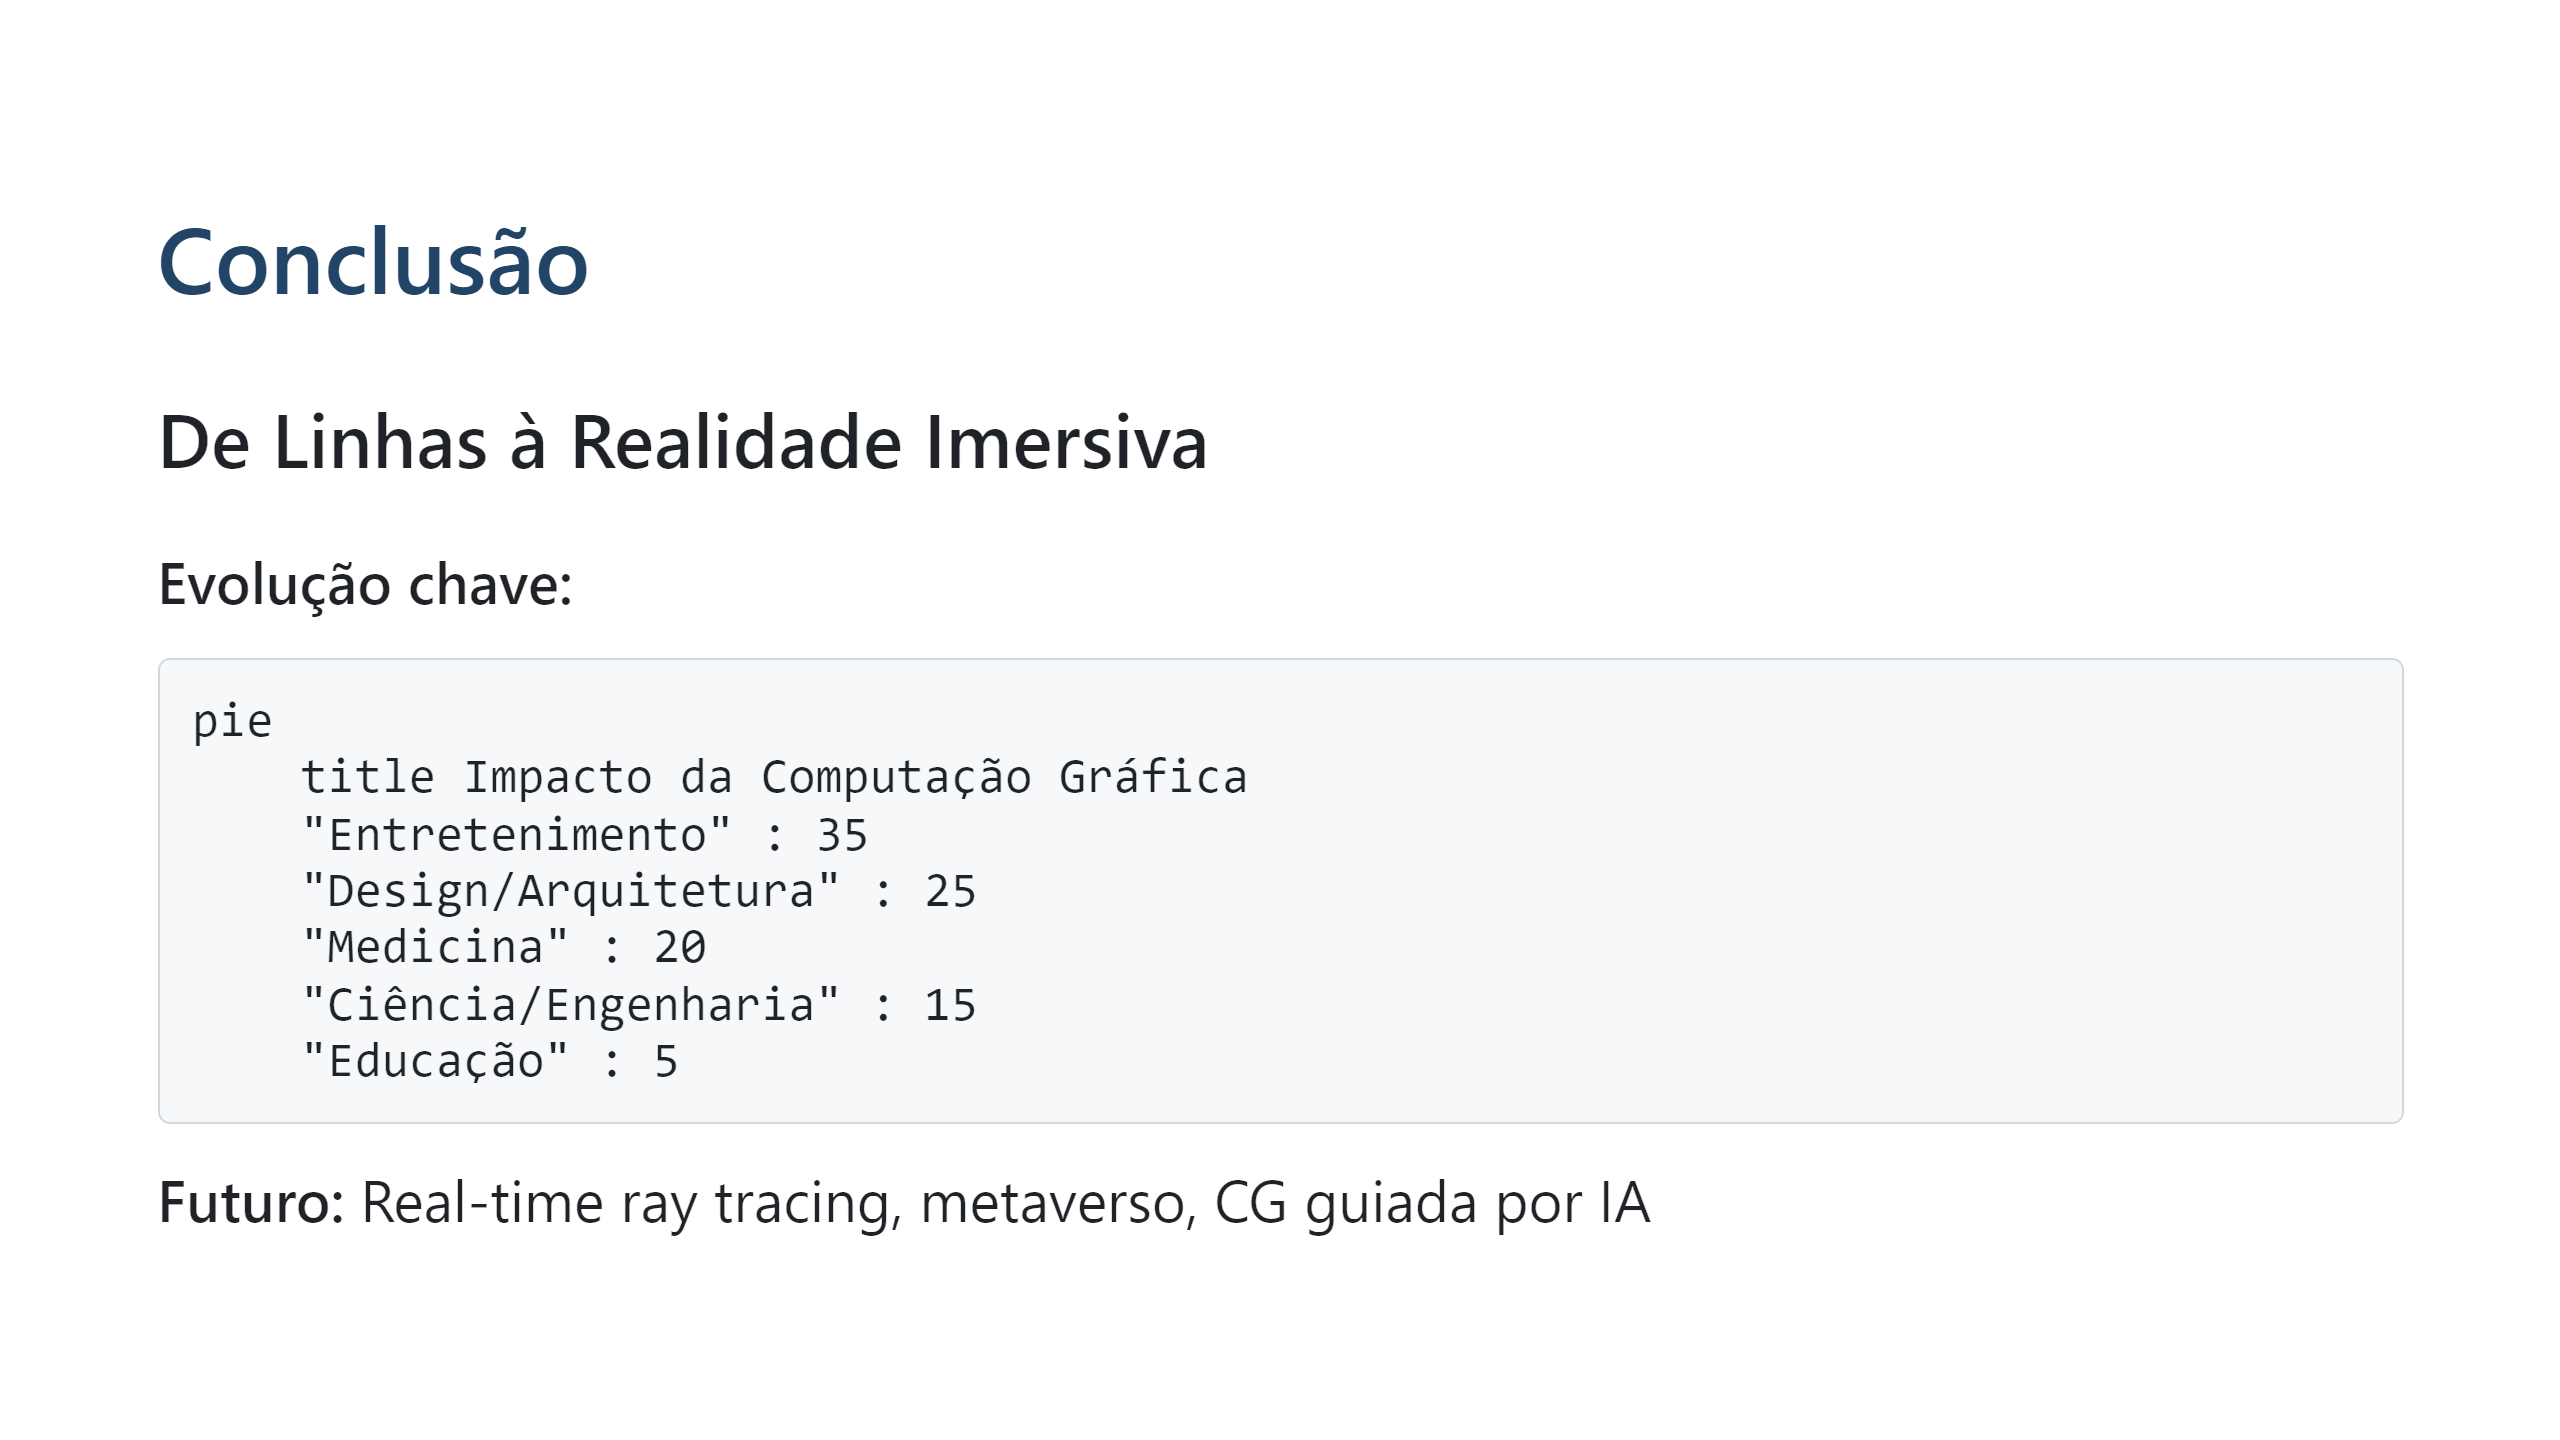 Conclusão
De Linhas à Realidade Imersiva
Evolução chave:
pie
    title Impacto da Computação Gráfica
    "Entretenimento" : 35
    "Design/Arquitetura" : 25
    "Medicina" : 20
    "Ciência/Engenharia" : 15
    "Educação" : 5
Futuro: Real-time ray tracing, metaverso, CG guiada por IA